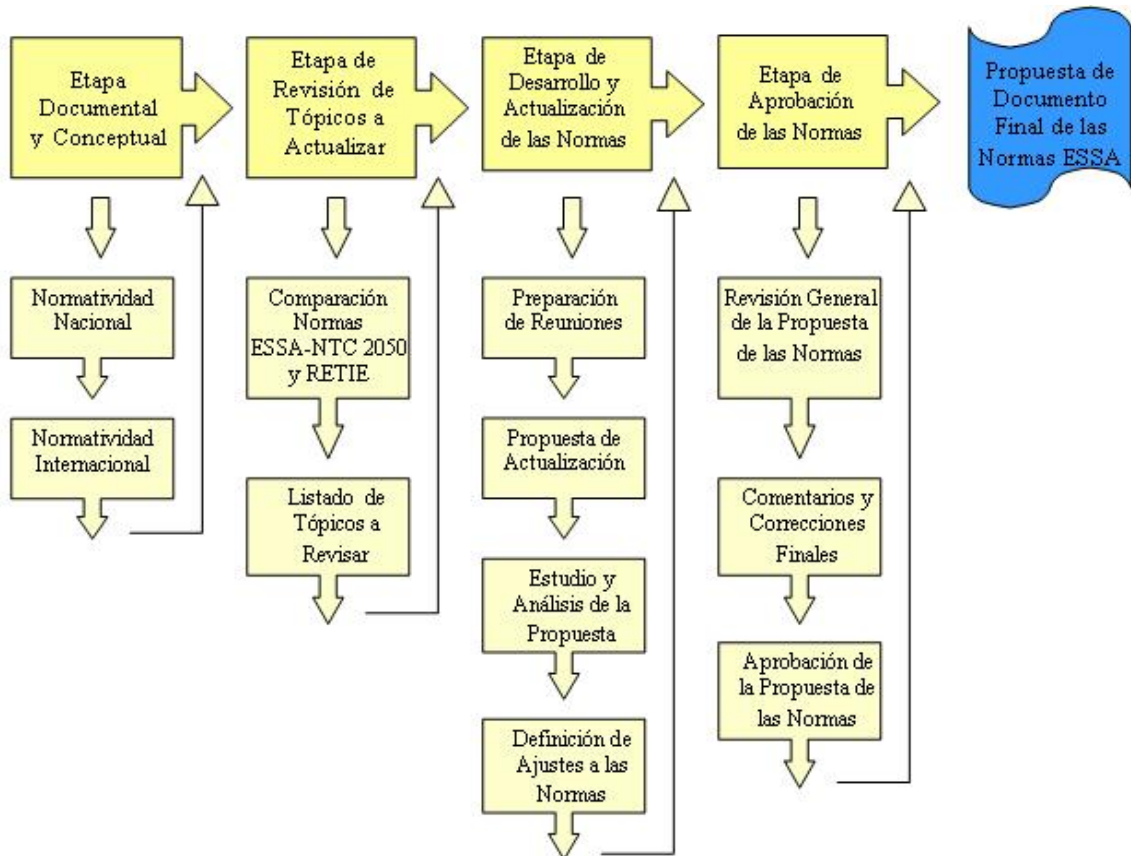 Etapa
Documental
y Conceptual
Etapa de
Revisión de
Tópicos a
Actualizar
Etapa de
Desarrollo y
Actualización
de las Normas
Etapa de
Aprobación
de las Normas
Propuesta de
Documento
Final de las
Normas ESSA
Normatividad
Nacional
Normatividad
Internacional
Comparación
Normas
ESSA-NTC 2050
y RETIE
Listado de
Tópicos a
Revisar
Preparación
de Reuniones
Propuesta de
Actualización
Estudio y
Análisis de la
Propuesta
Definición de
Ajustes a las
Normas
Revisión General
de la Propuesta
de las Normas
Comentarios y
Correcciones
Finales
Aprobación de
la Propuesta de
las Normas